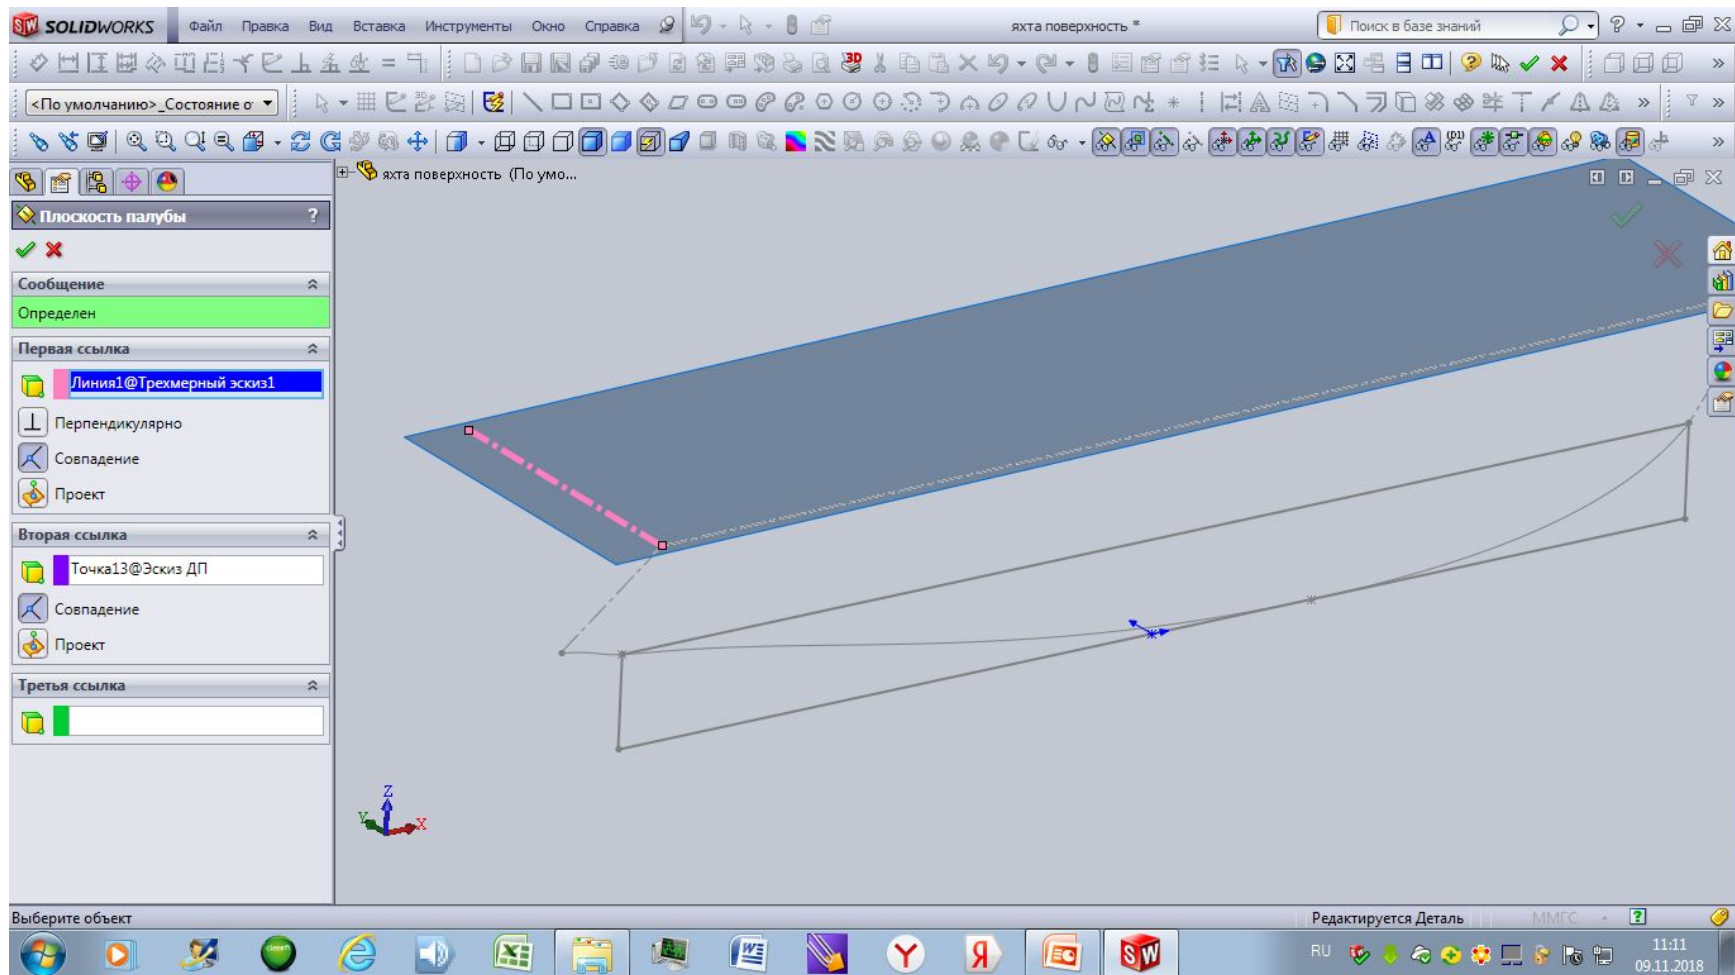 SOLIDWORKS Файл Правка Вид Вставка Инструменты Окно Справка яхта поверхность * Поиск в базе знаний
3D
<По умолчанию>_Состояние о
яхта поверхность (По умо...
Плоскость палубы ?
Сообщение
Определен
Первая ссылка
Линия1@Трехмерный эскиз1
Перпендикулярно
Совпадение
Проект
Вторая ссылка
Точка13@Эскиз ДП
Совпадение
Проект
Третья ссылка
Z
Y X
Выберите объект Редактируется Деталь ММГС
RU 11:11
09.11.2018